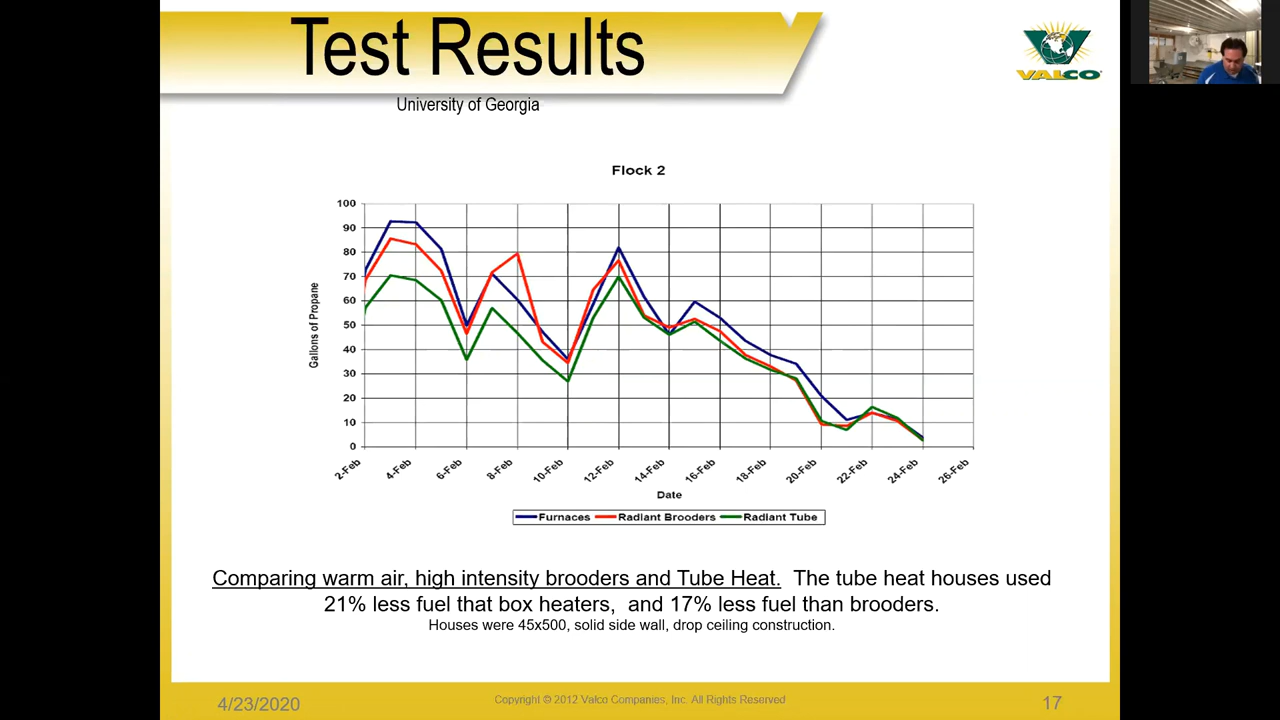 Test Results
VALCO
University of Georgia
Flock 2
100
90
80
70
60
50
40
30
20
10
0
Gallons of Propane
2-Feb
4-Feb
6-Feb
8-Feb
10-Feb
12-Feb
14-Feb
16-Feb
18-Feb
20-Feb
22-Feb
24-Feb
26-Feb
Date
Furnaces Radiant Brooders Radiant Tube
Comparing warm air, high intensity brooders and Tube Heat. The tube heat houses used
21% less fuel that box heaters, and 17% less fuel than brooders.
Houses were 45x500, solid side wall, drop ceiling construction.
4/23/2020
Copyright © 2012 Valco Companies, Inc. All Rights Reserved
17